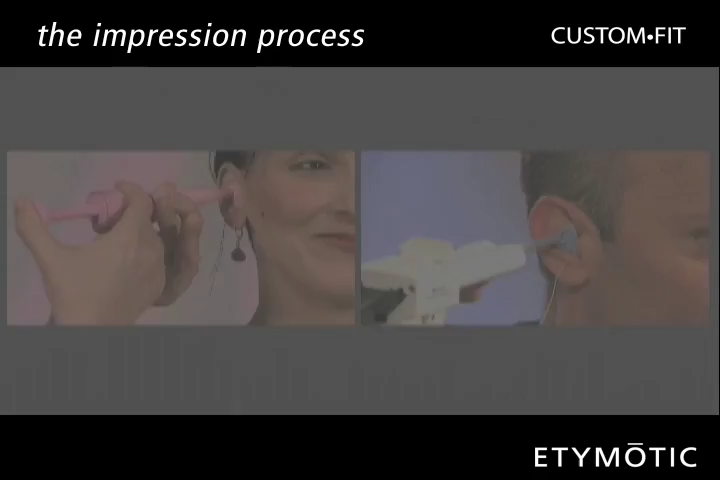 the impression process
CUSTOM•FIT
ETYMŌTIC